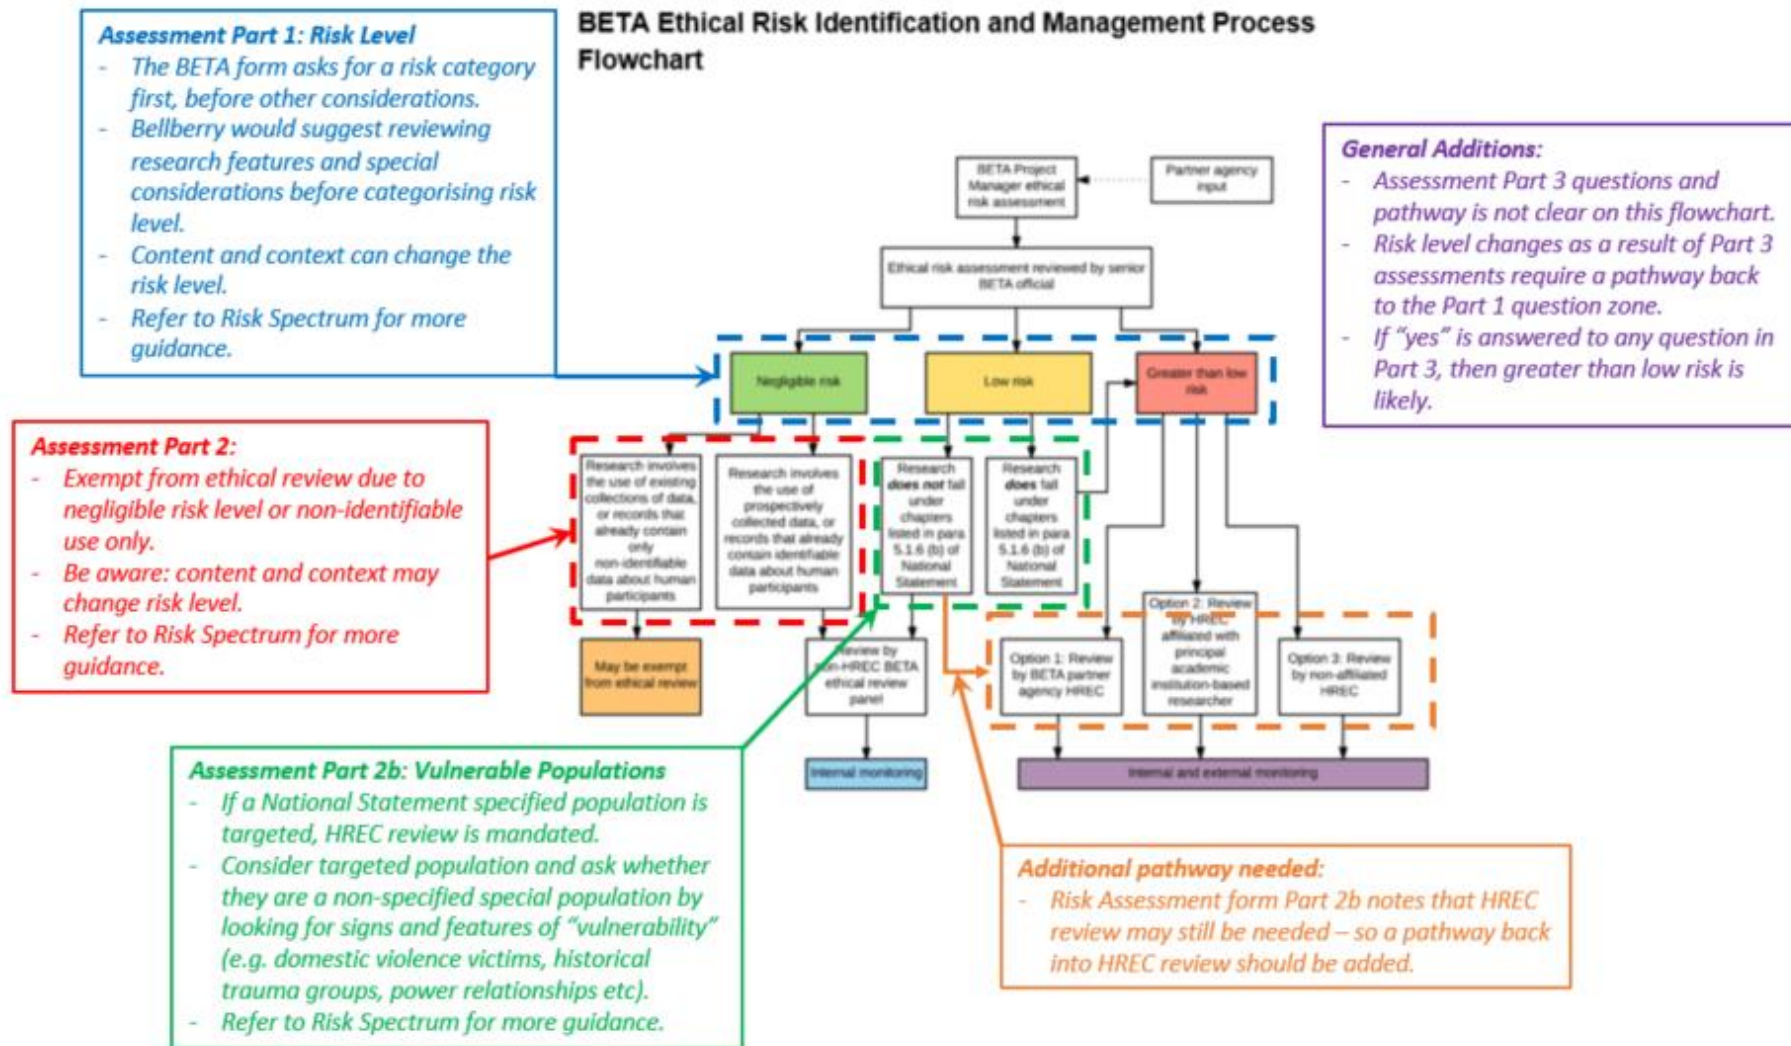 BETA Ethical Risk Identification and Management Process
Flowchart
Assessment Part 1: Risk Level
- The BETA form asks for a risk category
first, before other considerations.
- Bellberry would suggest reviewing
research features and special
considerations before categorising risk
level.
- Content and context can change the
risk level.
- Refer to Risk Spectrum for more
guidance.
General Additions:
- Assessment Part 3 questions and
pathway is not clear on this flowchart.
- Risk level changes as a result of Part 3
assessments require a pathway back
to the Part 1 question zone.
- If “yes” is answered to any question in
Part 3, then greater than low risk is
likely.
BETA Project
Manager ethical
risk assessment
Partner agency
input
Ethical risk assessment reviewed by senior
BETA official
Negligible risk
Low risk
Greater than low
risk
Assessment Part 2:
- Exempt from ethical review due to
negligible risk level or non-identifiable
use only.
- Be aware: content and context may
change risk level.
- Refer to Risk Spectrum for more
guidance.
Research involves
the use of existing
collections of data,
or records that
already contain
only
non-identifiable
data about human
participants
Research involves
the use of
prospectively
collected data, or
records that already
contain identifiable
data about human
participants
Research
does not fall
under
chapters
listed in para
5.1.6 (b) of
National
Statement
Research
does fall
under
chapters
listed in para
5.1.6 (b) of
National
Statement
May be exempt
from ethical review
Review by
non-HREC BETA
ethical review
panel
Option 1: Review
by BETA partner
agency HREC
Option 2: Review
by HREC
affiliated with
principal
academic
institution-based
researcher
Option 3: Review
by non-affiliated
HREC
Internal monitoring
Internal and external monitoring
Assessment Part 2b: Vulnerable Populations
- If a National Statement specified population is
targeted, HREC review is mandated.
- Consider targeted population and ask whether
they are a non-specified special population by
looking for signs and features of “vulnerability”
(e.g. domestic violence victims, historical
trauma groups, power relationships etc).
- Refer to Risk Spectrum for more guidance.
Additional pathway needed:
- Risk Assessment form Part 2b notes that HREC
review may still be needed – so a pathway back
into HREC review should be added.